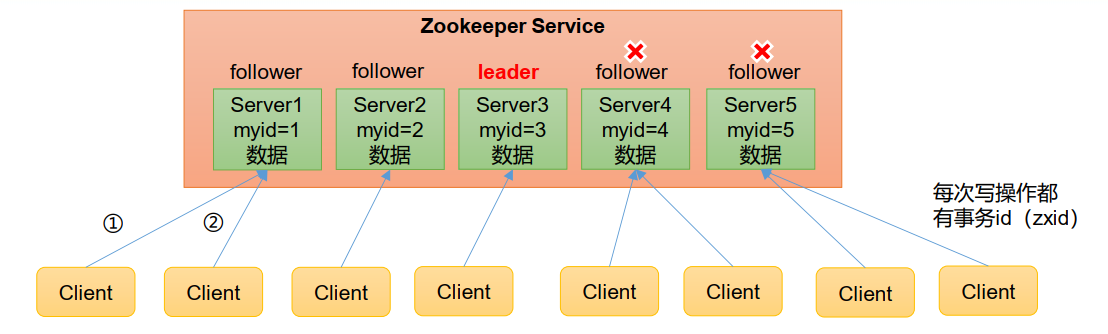 Zookeeper Service
follower
follower
leader
follower
follower
Server1
myid=1
数据
Server2
myid=2
数据
Server3
myid=3
数据
Server4
myid=4
数据
Server5
myid=5
数据
每次写操作都
有事务id（zxid）
①
②
Client
Client
Client
Client
Client
Client
Client
Client